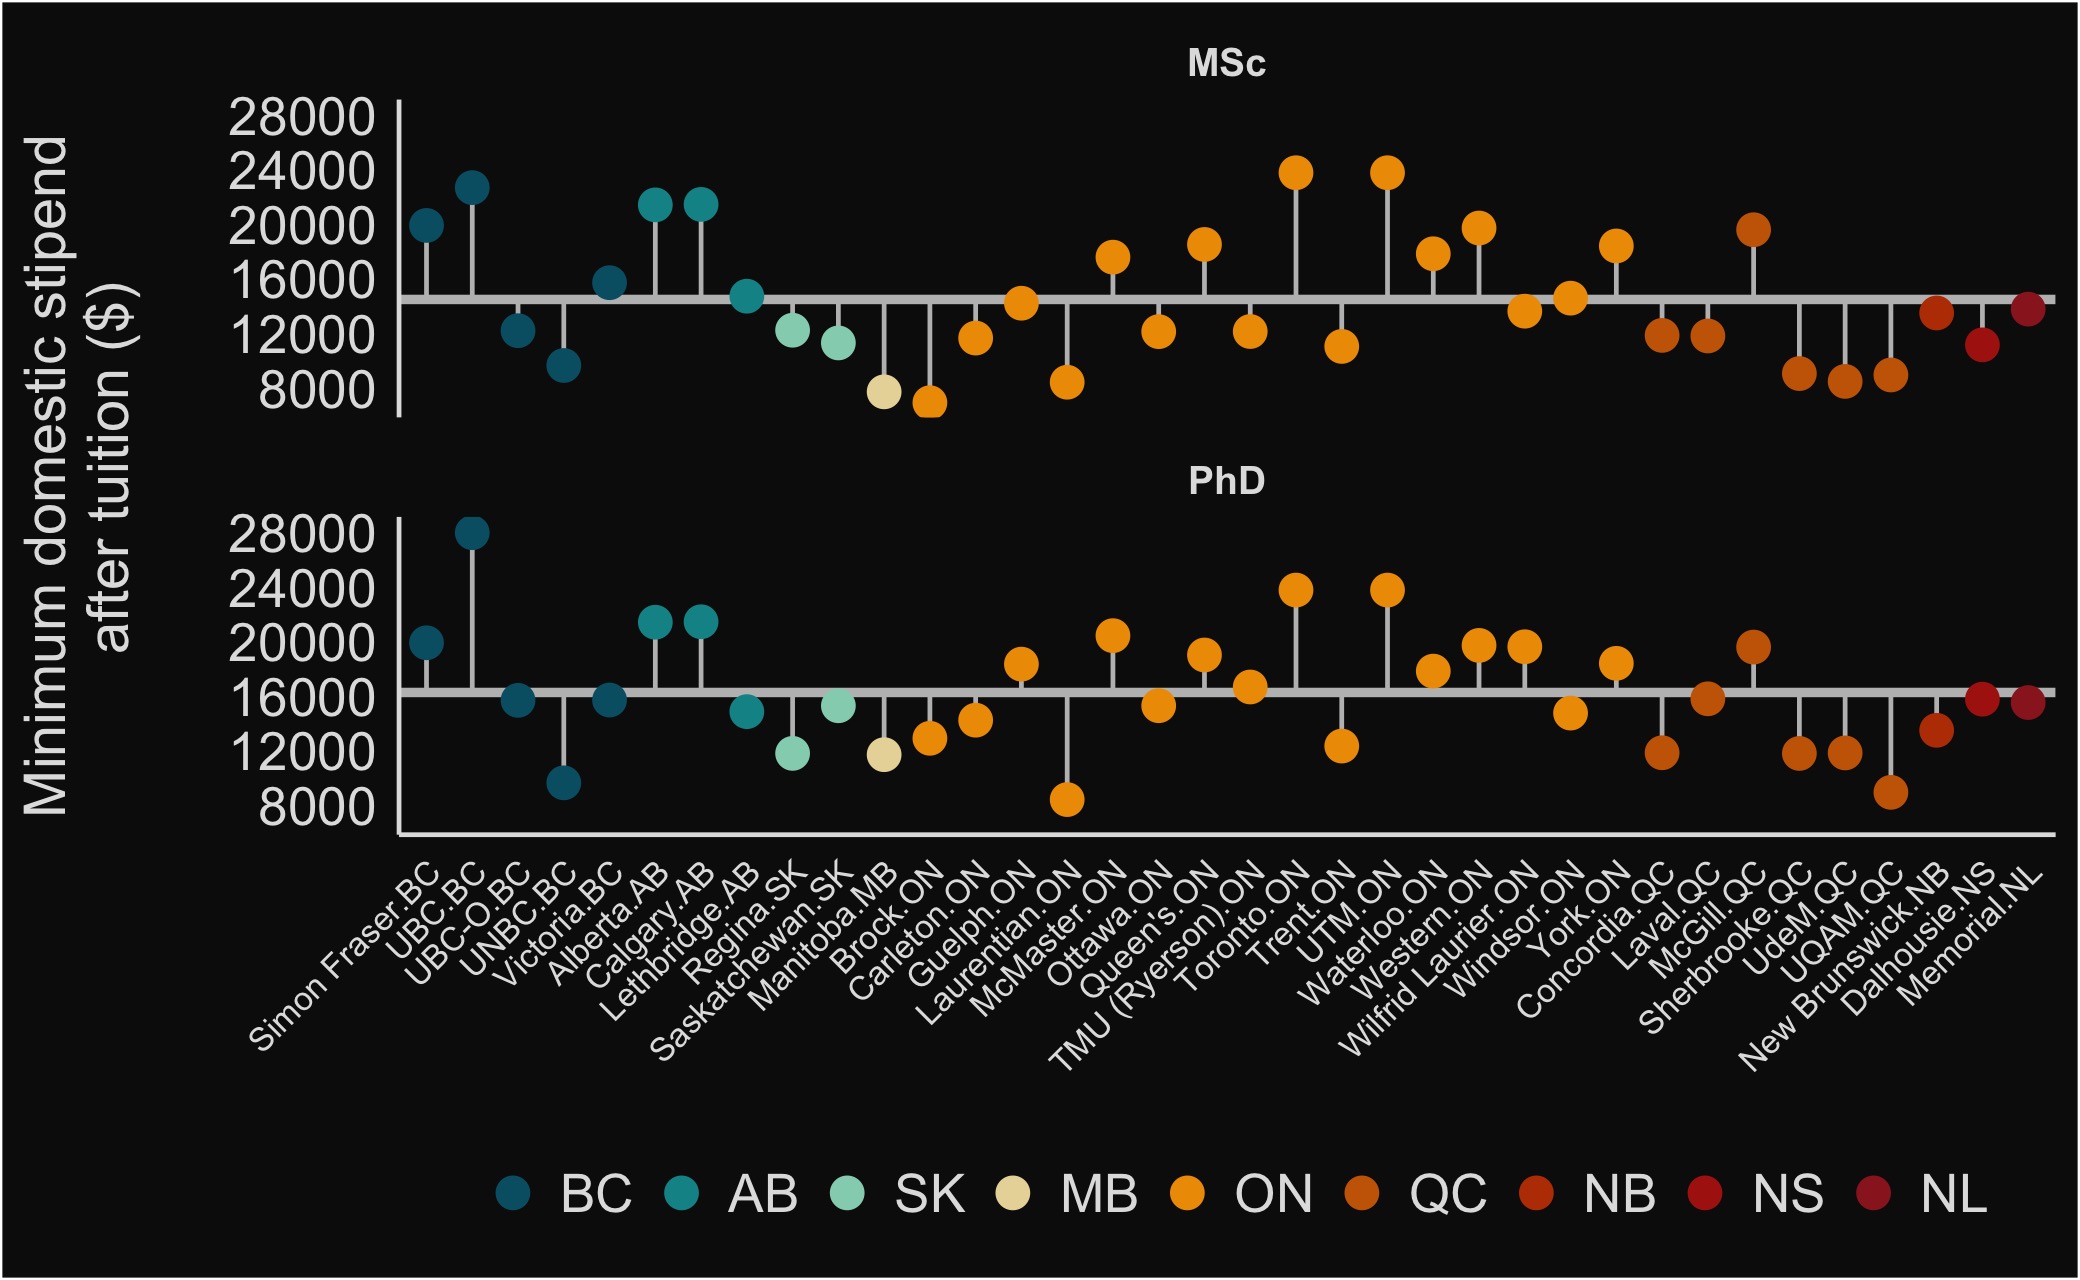 MSc
28000
24000
20000
16000
12000
8000
PhD
28000
24000
20000
16000
12000
8000
Minimum domestic stipend
after tuition ($)
Simon Fraser.BC
UBC.BC
UBC-O.BC
UNBC.BC
Victoria.BC
Alberta.AB
Calgary.AB
Lethbridge.AB
Regina.SK
Saskatchewan.SK
Manitoba.MB
Brock.ON
Carleton.ON
Guelph.ON
Laurentian.ON
McMaster.ON
Ottawa.ON
Queen's.ON
TMU (Ryerson).ON
Toronto.ON
Trent.ON
UTM.ON
Waterloo.ON
Western.ON
Wilfrid Laurier.ON
Windsor.ON
York.ON
Concordia.QC
Laval.QC
McGill.QC
Sherbrooke.QC
UdeM.QC
UQAM.QC
New Brunswick.NB
Dalhousie.NS
Memorial.NL
BC AB SK MB ON QC NB NS NL